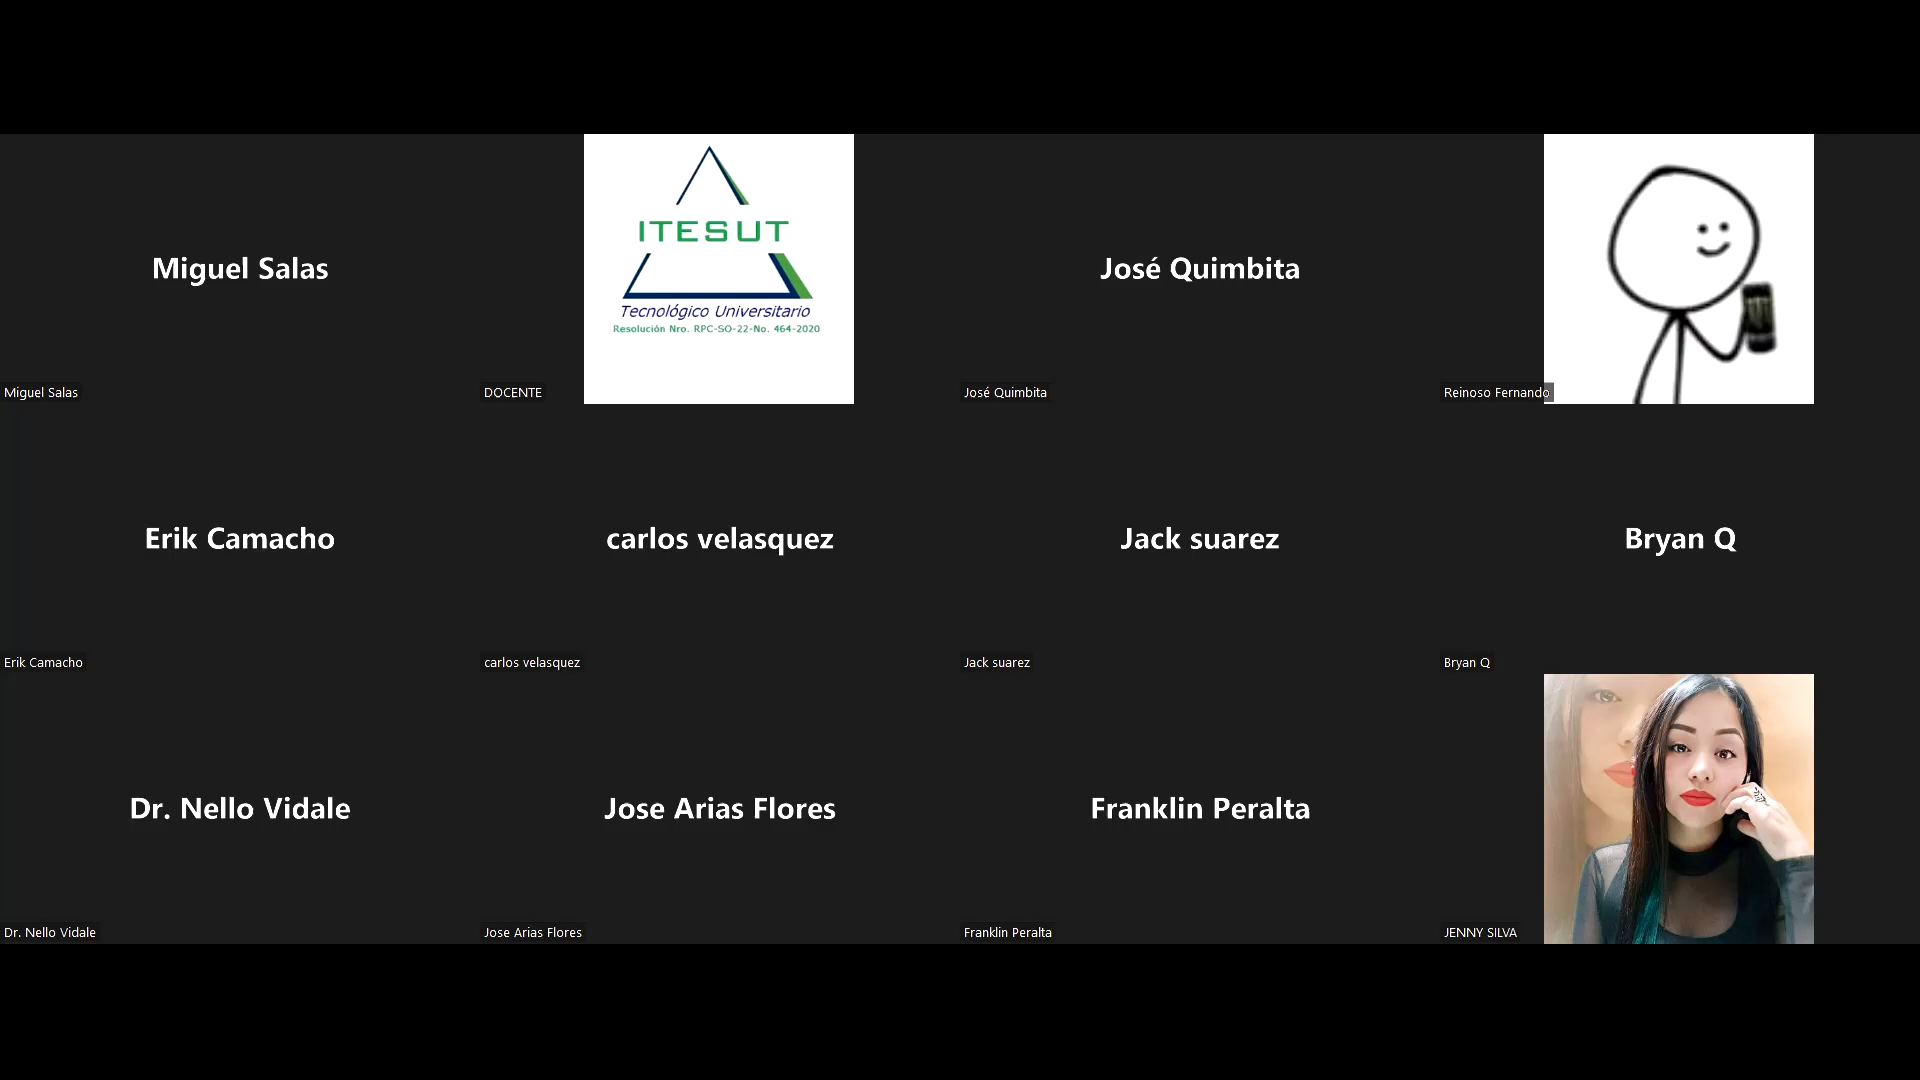 Miguel Salas
Miguel Salas
ITESUT
Tecnológico Universitario
Resolución Nro. RPC-SO-22-No. 464-2020
DOCENTE
José Quimbita
José Quimbita
Reinoso Fernando
Erik Camacho
Erik Camacho
carlos velasquez
carlos velasquez
Jack suarez
Jack suarez
Bryan Q
Bryan Q
Dr. Nello Vidale
Dr. Nello Vidale
Jose Arias Flores
Jose Arias Flores
Franklin Peralta
Franklin Peralta
JENNY SILVA